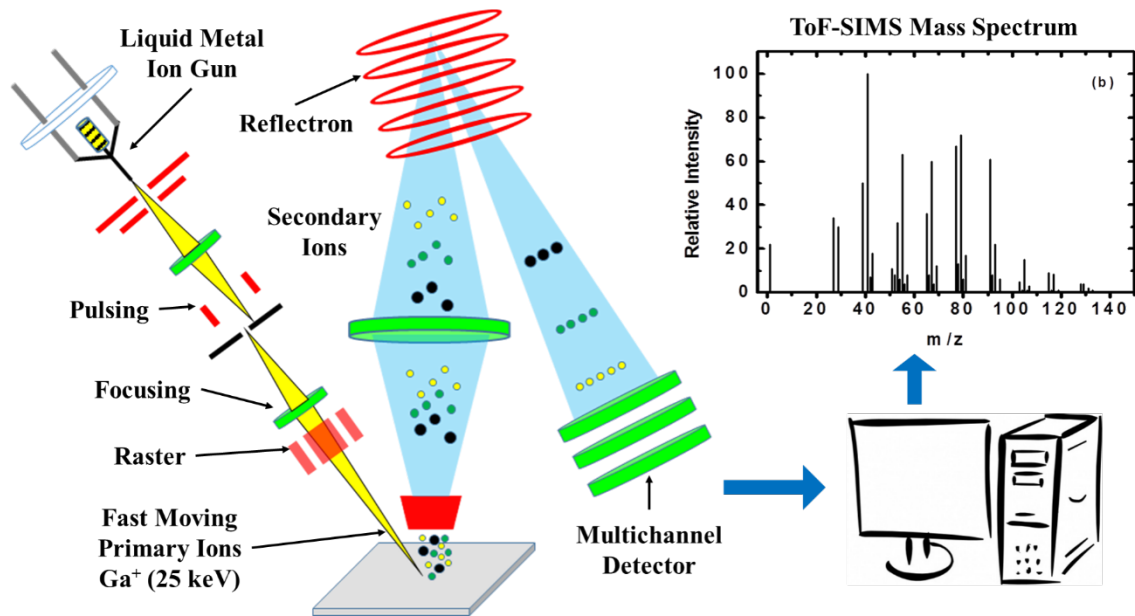 Liquid Metal
Ion Gun
Reflectron
Secondary
Ions
Pulsing
Focusing
Raster
Fast Moving
Primary Ions
Ga⁺ (25 keV)
Multichannel
Detector
ToF-SIMS Mass Spectrum
(b)
Relative Intensity
100
80
60
40
20
0
0 20 40 60 80 100 120 140
m /z